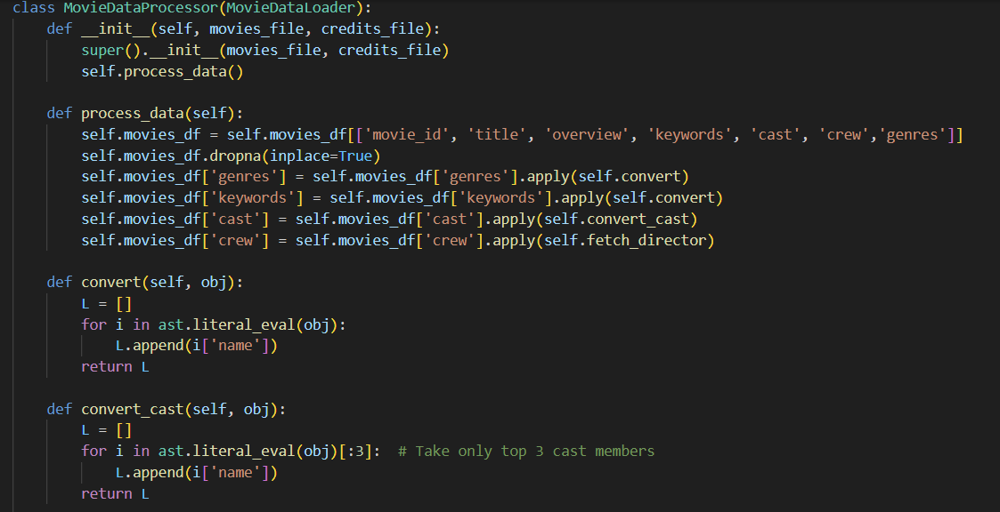 class MovieDataProcessor(MovieDataLoader):
    def __init__(self, movies_file, credits_file):
        super().__init__(movies_file, credits_file)
        self.process_data()

    def process_data(self):
        self.movies_df = self.movies_df[['movie_id', 'title', 'overview', 'keywords', 'cast', 'crew','genres']]
        self.movies_df.dropna(inplace=True)
        self.movies_df['genres'] = self.movies_df['genres'].apply(self.convert)
        self.movies_df['keywords'] = self.movies_df['keywords'].apply(self.convert)
        self.movies_df['cast'] = self.movies_df['cast'].apply(self.convert_cast)
        self.movies_df['crew'] = self.movies_df['crew'].apply(self.fetch_director)

    def convert(self, obj):
        L = []
        for i in ast.literal_eval(obj):
            L.append(i['name'])
        return L

    def convert_cast(self, obj):
        L = []
        for i in ast.literal_eval(obj)[:3]:  # Take only top 3 cast members
            L.append(i['name'])
        return L